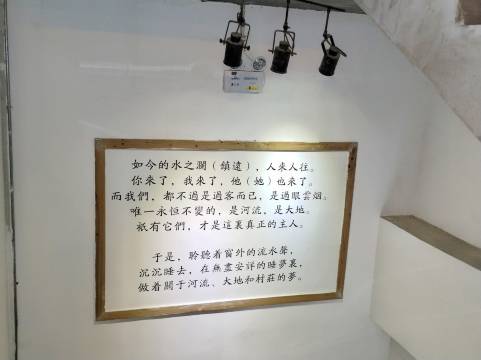 如今的水之湄（鎮遠），人來人往。
你來了，我來了，他（她）也來了。
而我們，都不過是過客而已，是過眼雲烟。
唯一永恒不變的，是河流，是大地。
衹有它們，才是這裏真正的主人。
于是，聆聽着窗外的流水聲，
沉沉睡去，在無盡安詳的睡夢裏，
做着關于河流、大地和村莊的夢。